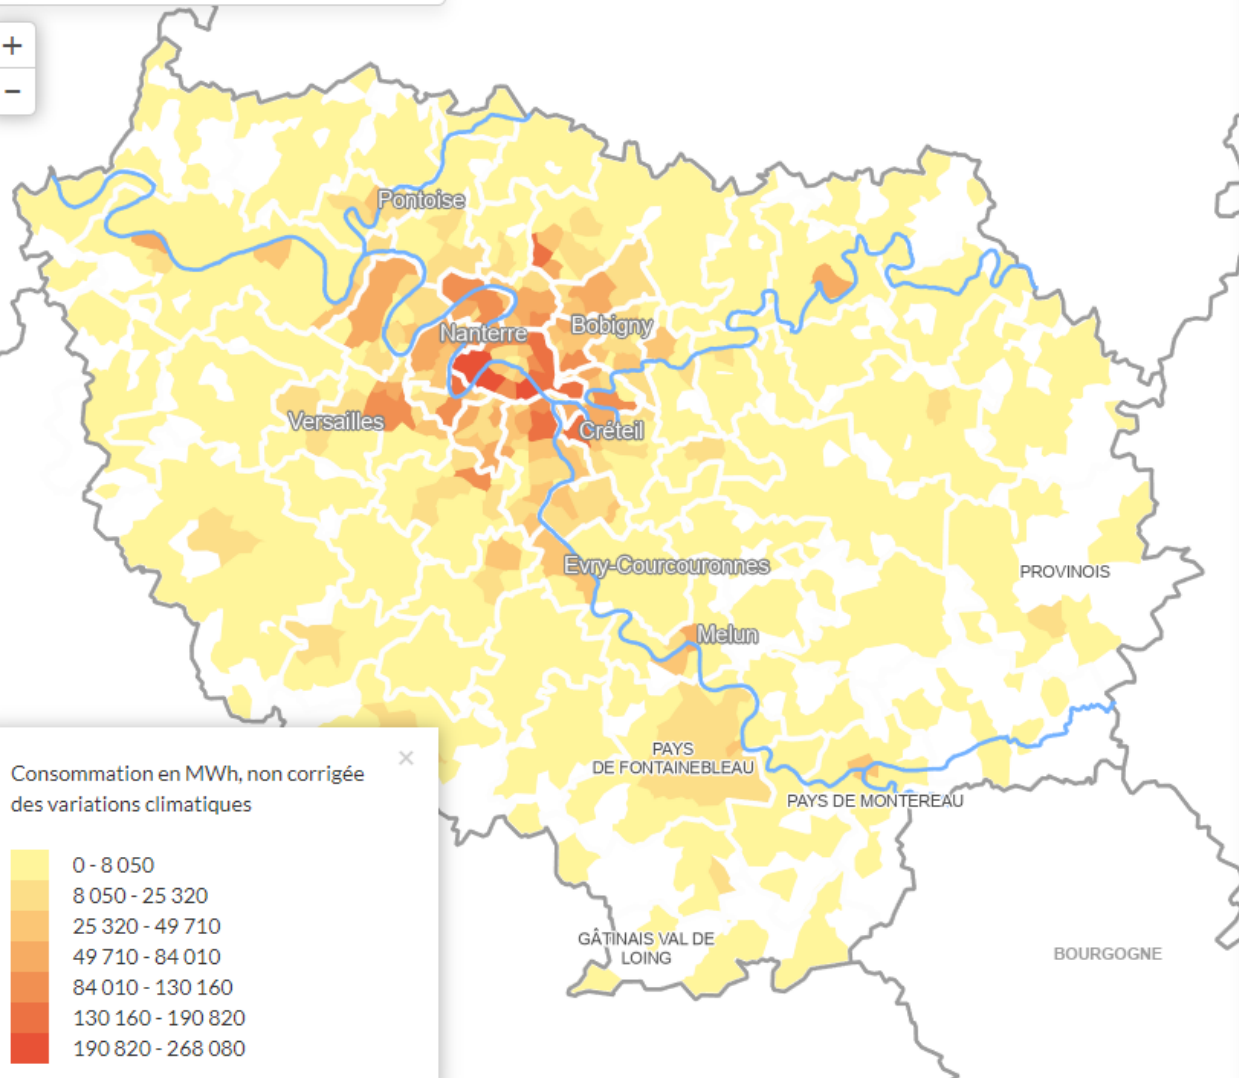 +
−
Pontoise
Nanterre
Bobigny
Versailles
Créteil
Evry-Courcouronnes
PROVINOIS
Melun
PAYS
DE FONTAINEBLEAU
PAYS DE MONTEREAU
GÂTINAIS VAL DE
LOING
BOURGOGNE
×
Consommation en MWh, non corrigée
des variations climatiques
0 - 8 050
8 050 - 25 320
25 320 - 49 710
49 710 - 84 010
84 010 - 130 160
130 160 - 190 820
190 820 - 268 080